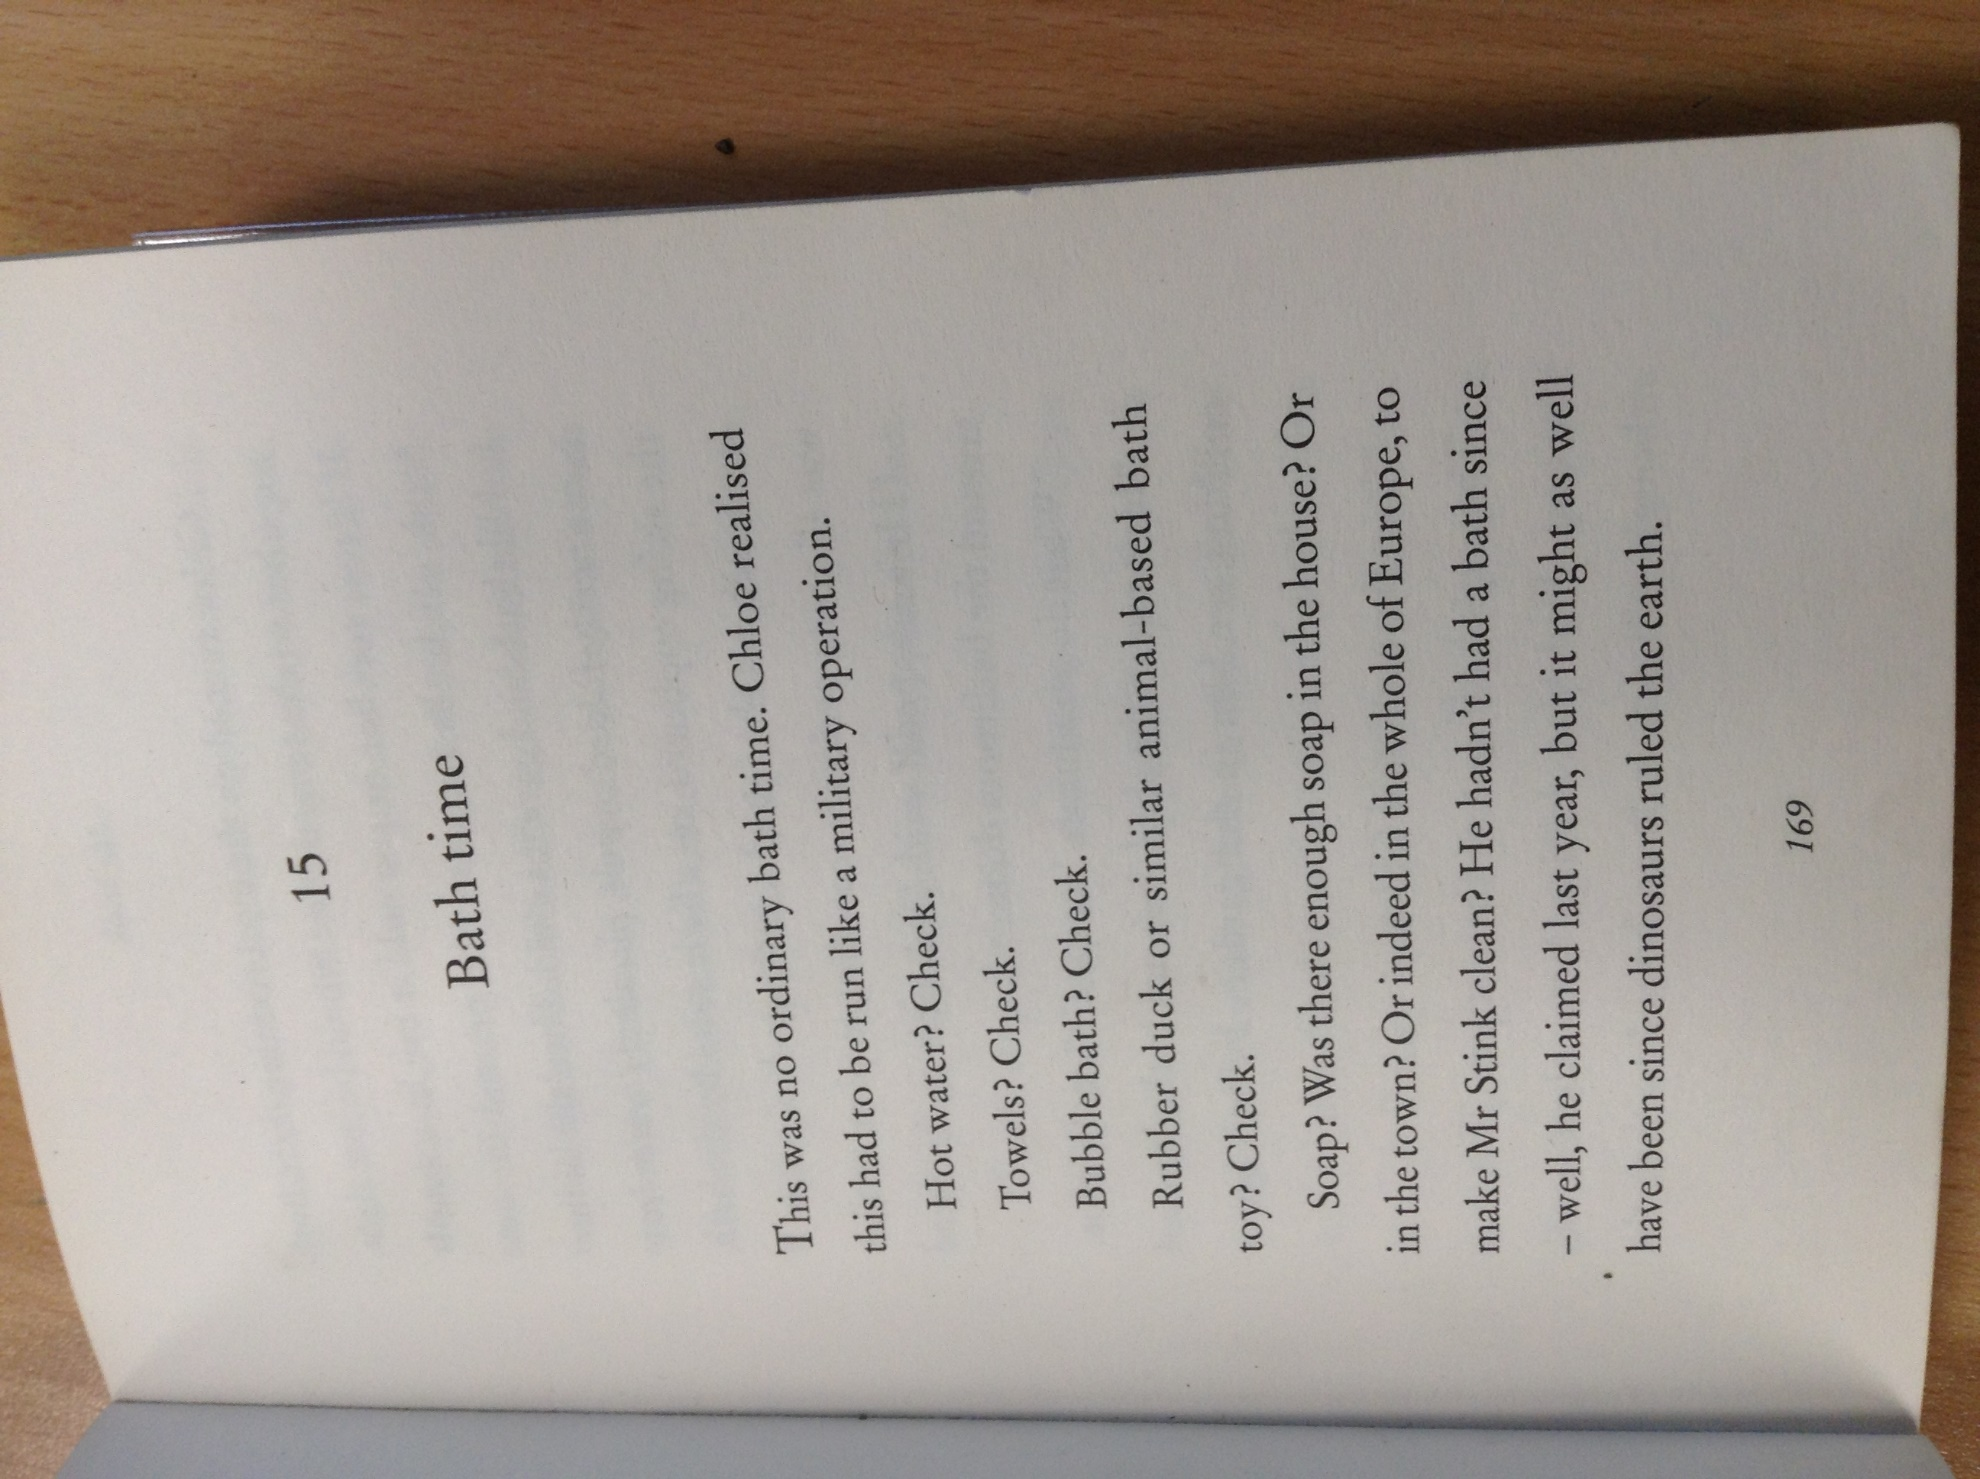 15
Bath time
This was no ordinary bath time. Chloe realised
this had to be run like a military operation.
Hot water? Check.
Towels? Check.
Bubble bath? Check.
Rubber duck or similar animal-based bath
toy? Check.
Soap? Was there enough soap in the house? Or
in the town? Or indeed in the whole of Europe, to
make Mr Stink clean? He hadn't had a bath since
– well, he claimed last year, but it might as well
have been since dinosaurs ruled the earth.
169